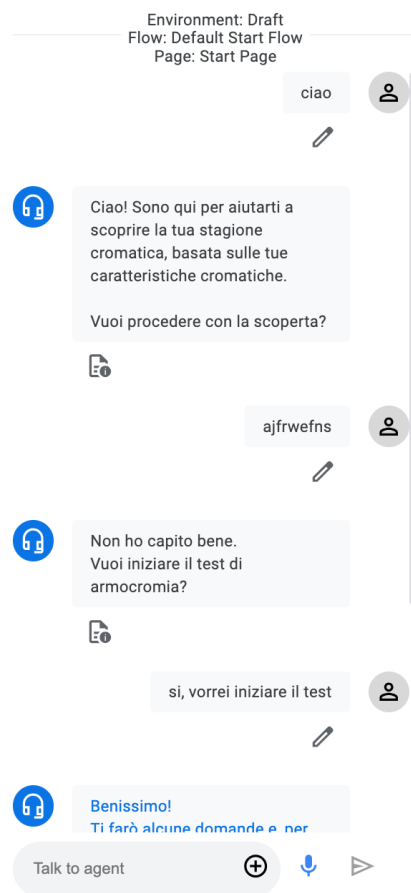 Environment: Draft
Flow: Default Start Flow
Page: Start Page
ciao
Ciao! Sono qui per aiutarti a
scoprire la tua stagione
cromatica, basata sulle tue
caratteristiche cromatiche.
Vuoi procedere con la scoperta?
ajfrwefns
Non ho capito bene.
Vuoi iniziare il test di
armocromia?
si, vorrei iniziare il test
Benissimo!
Ti farò alcune domande e, per
Talk to agent